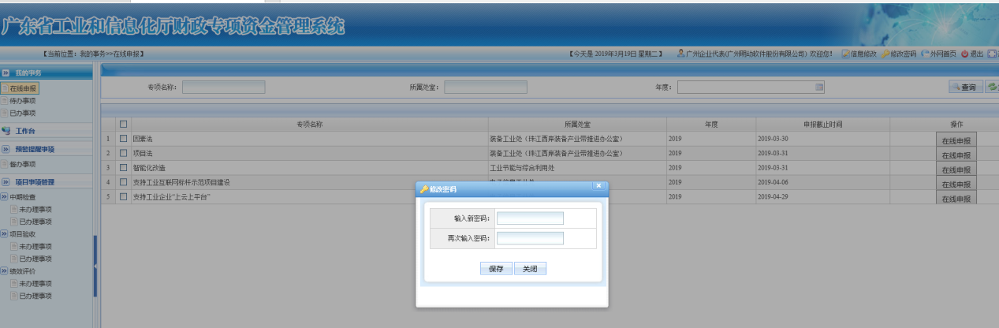 广东省工业和信息化厅财政专项资金管理系统
【当前位置：我的事务>>在线申报】
【今天是 2019年3月19日 星期二】 广州企业代表(广州明动软件股份有限公司) 欢迎您! 信息修改 修改密码 外网首页 退出
我的事务
在线申报
待办事项
已办事项
工作台
预警提醒事项
督办事项
项目事项管理
中期检查
未办理事项
已办理事项
项目验收
未办理事项
已办理事项
绩效评价
未办理事项
已办理事项
专项名称： 所属处室： 年度： 查询
专项名称 所属处室 年度 申报截止时间 操作
1 因素法 装备工业处（珠江西岸装备产业带推进办公室） 2019 2019-03-30 在线申报
2 项目法 装备工业处（珠江西岸装备产业带推进办公室） 2019 2019-03-31 在线申报
3 智能化改造 工业节能与综合利用处 2019 2019-03-31 在线申报
4 支持工业互联网标杆示范项目建设 2019 2019-04-06 在线申报
5 支持工业企业"上云上平台" 2019 2019-04-29 在线申报
修改密码
输入新密码：
再次输入密码：
保存 关闭